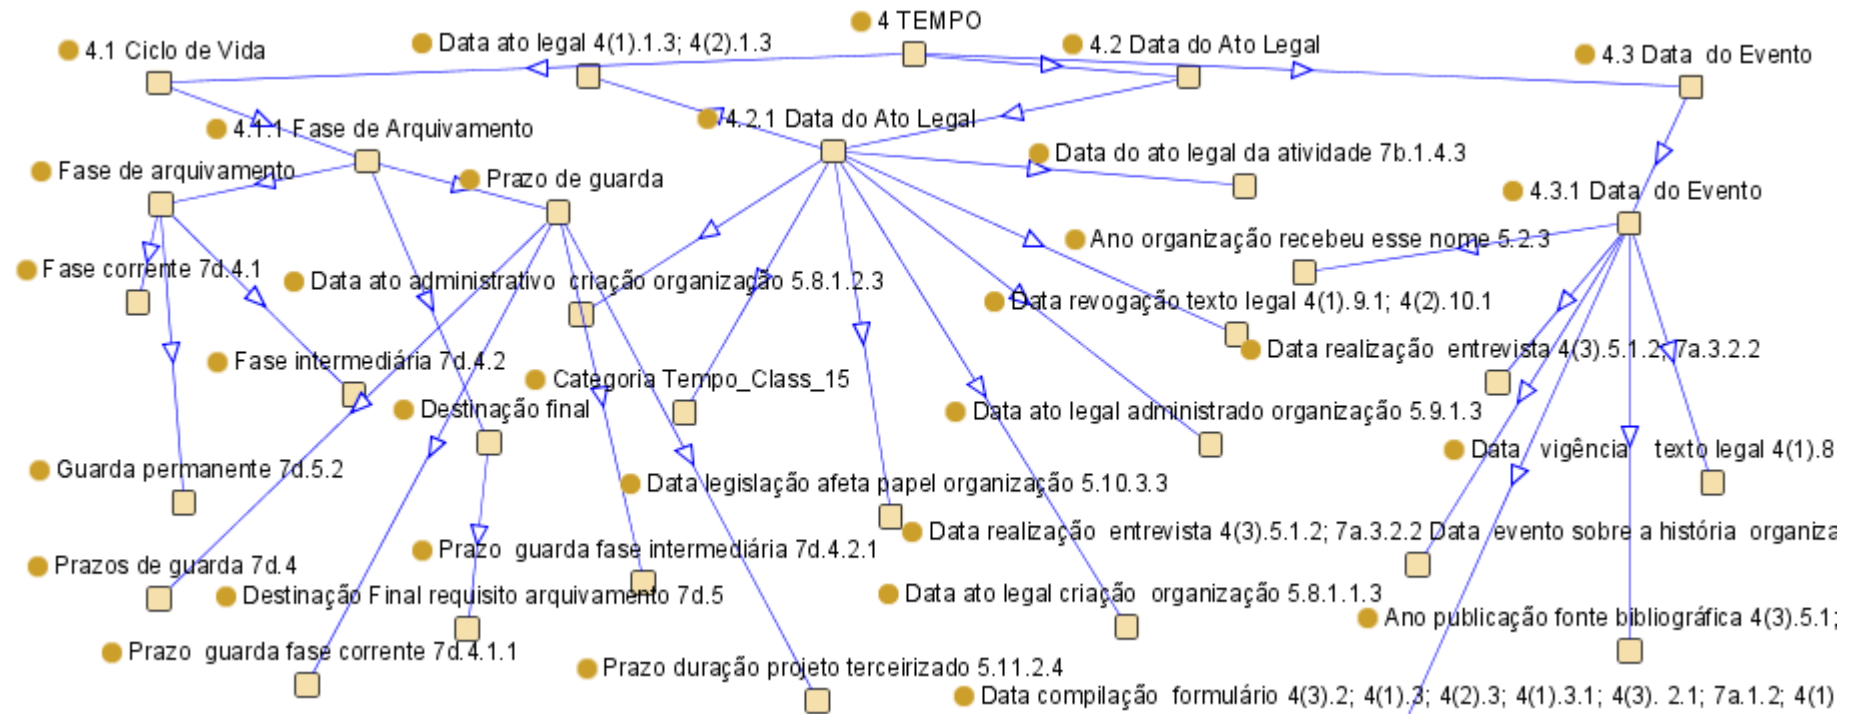 4 TEMPO
4.1 Ciclo de Vida
Data ato legal 4(1).1.3; 4(2).1.3
4.2 Data do Ato Legal
4.3 Data do Evento
4.1.1 Fase de Arquivamento
4.2.1 Data do Ato Legal
Data do ato legal da atividade 7b.1.4.3
Fase de arquivamento
Prazo de guarda
4.3.1 Data do Evento
Ano organização recebeu esse nome 5.2.3
Fase corrente 7d.4.1
Data ato administrativo criação organização 5.8.1.2.3
Data revogação texto legal 4(1).9.1; 4(2).10.1
Fase intermediária 7d.4.2
Data realização entrevista 4(3).5.1.2; 7a.3.2.2
Categoria Tempo_Class_15
Destinação final
Data ato legal administrado organização 5.9.1.3
Guarda permanente 7d.5.2
Data vigência texto legal 4(1).8
Data legislação afeta papel organização 5.10.3.3
Data realização entrevista 4(3).5.1.2; 7a.3.2.2 Data evento sobre a história organiza
Prazo guarda fase intermediária 7d.4.2.1
Prazos de guarda 7d.4
Destinação Final requisito arquivamento 7d.5
Data ato legal criação organização 5.8.1.1.3
Ano publicação fonte bibliográfica 4(3).5.1;
Prazo guarda fase corrente 7d.4.1.1
Prazo duração projeto terceirizado 5.11.2.4
Data compilação formulário 4(3).2; 4(1).3; 4(2).3; 4(1).3.1; 4(3). 2.1; 7a.1.2; 4(1)